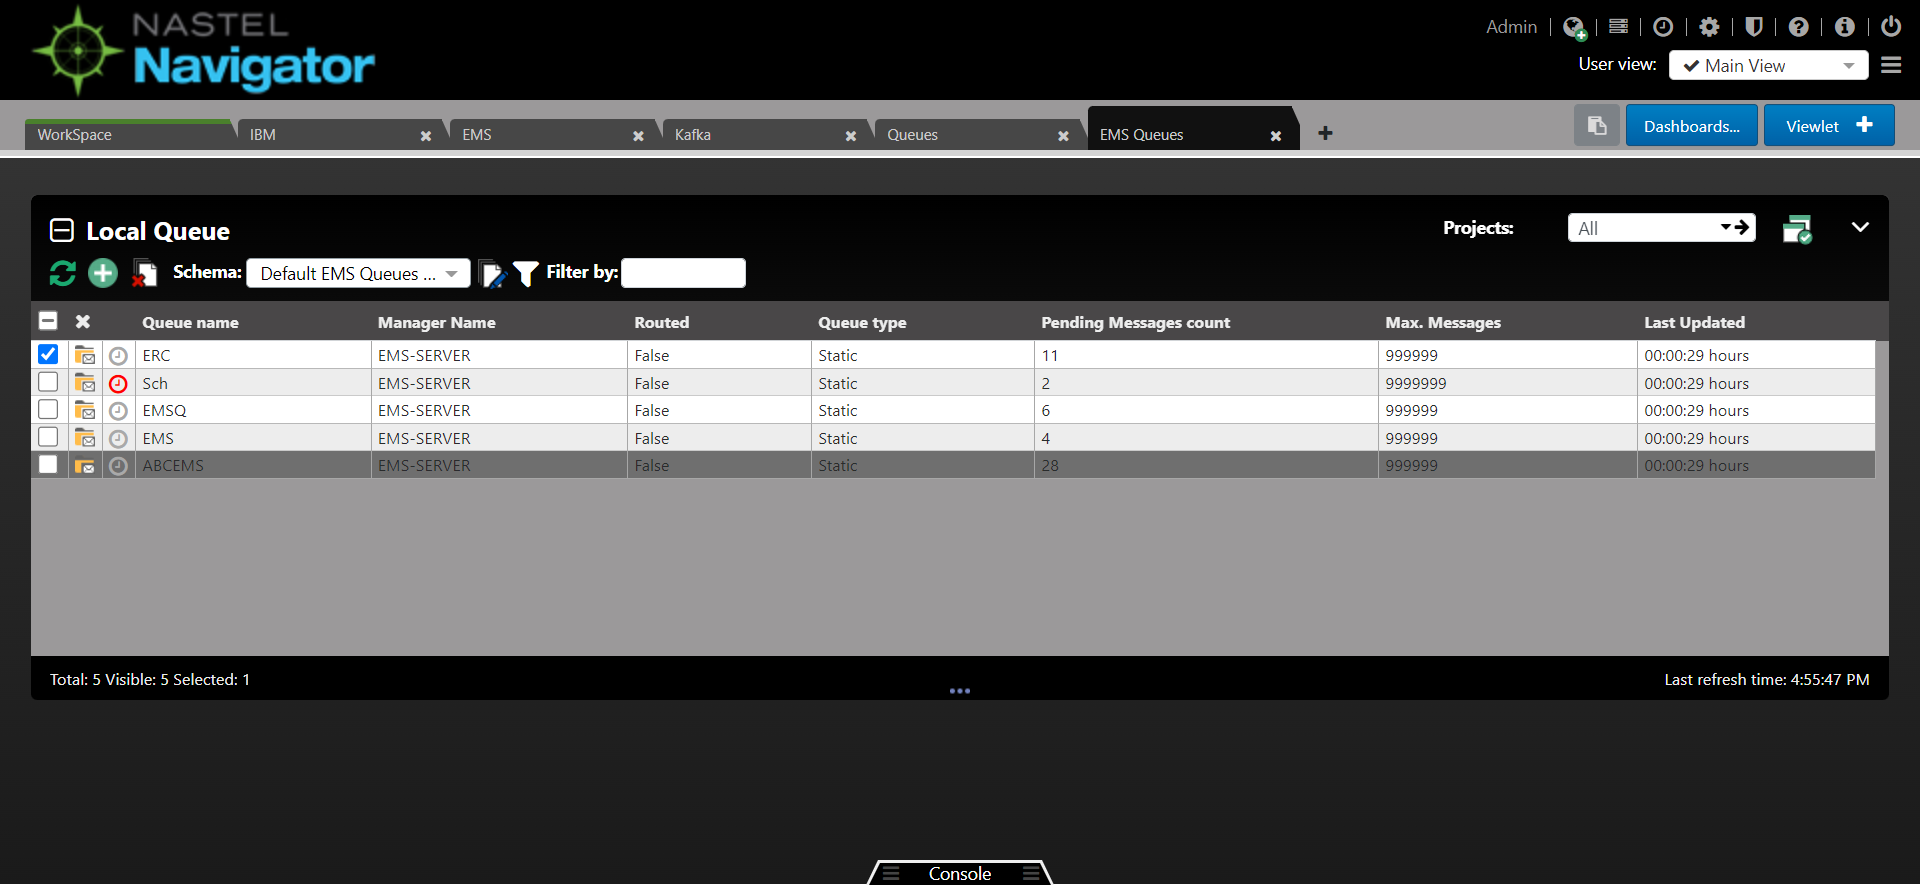 NASTEL
Navigator
Admin
User view: Main View
WorkSpace IBM EMS Kafka Queues EMS Queues
Dashboards... Viewlet
Local Queue
Projects: All
Schema: Default EMS Queues ... Filter by:
Queue name Manager Name Routed Queue type Pending Messages count Max. Messages Last Updated
ERC EMS-SERVER False Static 11 999999 00:00:29 hours
Sch EMS-SERVER False Static 2 9999999 00:00:29 hours
EMSQ EMS-SERVER False Static 6 999999 00:00:29 hours
EMS EMS-SERVER False Static 4 999999 00:00:29 hours
ABCEMS EMS-SERVER False Static 28 999999 00:00:29 hours
Total: 5 Visible: 5 Selected: 1
Last refresh time: 4:55:47 PM
Console